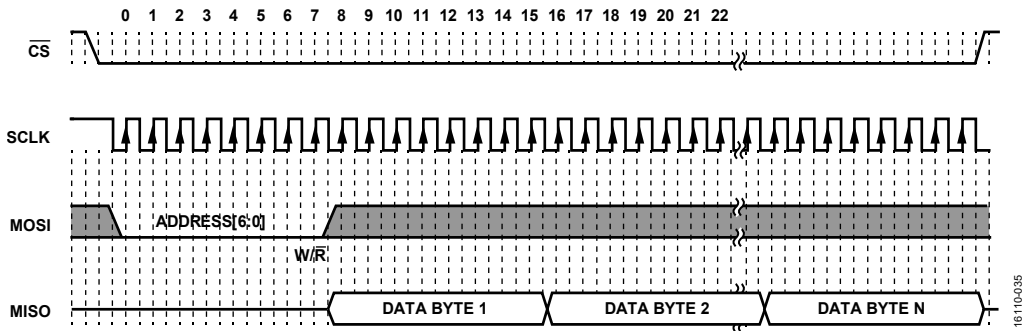 0 1 2 3 4 5 6 7 8 9 10 11 12 13 14 15 16 17 18 19 20 21 22
CS
SCLK
MOSI
ADDRESS[6:0]
W/R
MISO
DATA BYTE 1
DATA BYTE 2
DATA BYTE N
16110-035